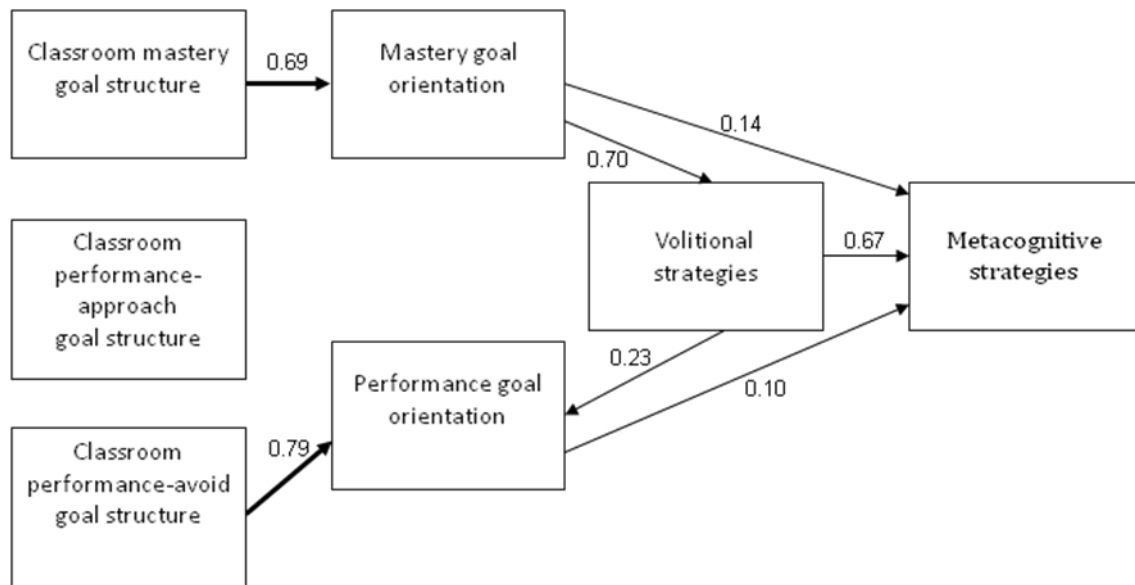 Classroom mastery
goal structure
0.69
Mastery goal
orientation
0.14
0.70
Classroom
performance-
approach
goal structure
Volitional
strategies
0.67
Metacognitive
strategies
0.23
Performance goal
orientation
0.10
Classroom
performance-avoid
goal structure
0.79